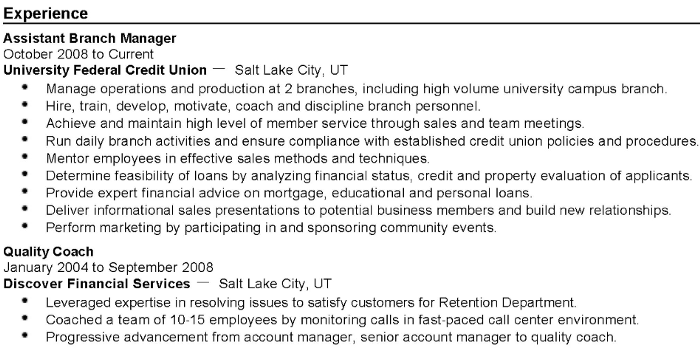 Experience
Assistant Branch Manager
October 2008 to Current
University Federal Credit Union — Salt Lake City, UT
• Manage operations and production at 2 branches, including high volume university campus branch.
• Hire, train, develop, motivate, coach and discipline branch personnel.
• Achieve and maintain high level of member service through sales and team meetings.
• Run daily branch activities and ensure compliance with established credit union policies and procedures.
• Mentor employees in effective sales methods and techniques.
• Determine feasibility of loans by analyzing financial status, credit and property evaluation of applicants.
• Provide expert financial advice on mortgage, educational and personal loans.
• Deliver informational sales presentations to potential business members and build new relationships.
• Perform marketing by participating in and sponsoring community events.
Quality Coach
January 2004 to September 2008
Discover Financial Services — Salt Lake City, UT
• Leveraged expertise in resolving issues to satisfy customers for Retention Department.
• Coached a team of 10-15 employees by monitoring calls in fast-paced call center environment.
• Progressive advancement from account manager, senior account manager to quality coach.